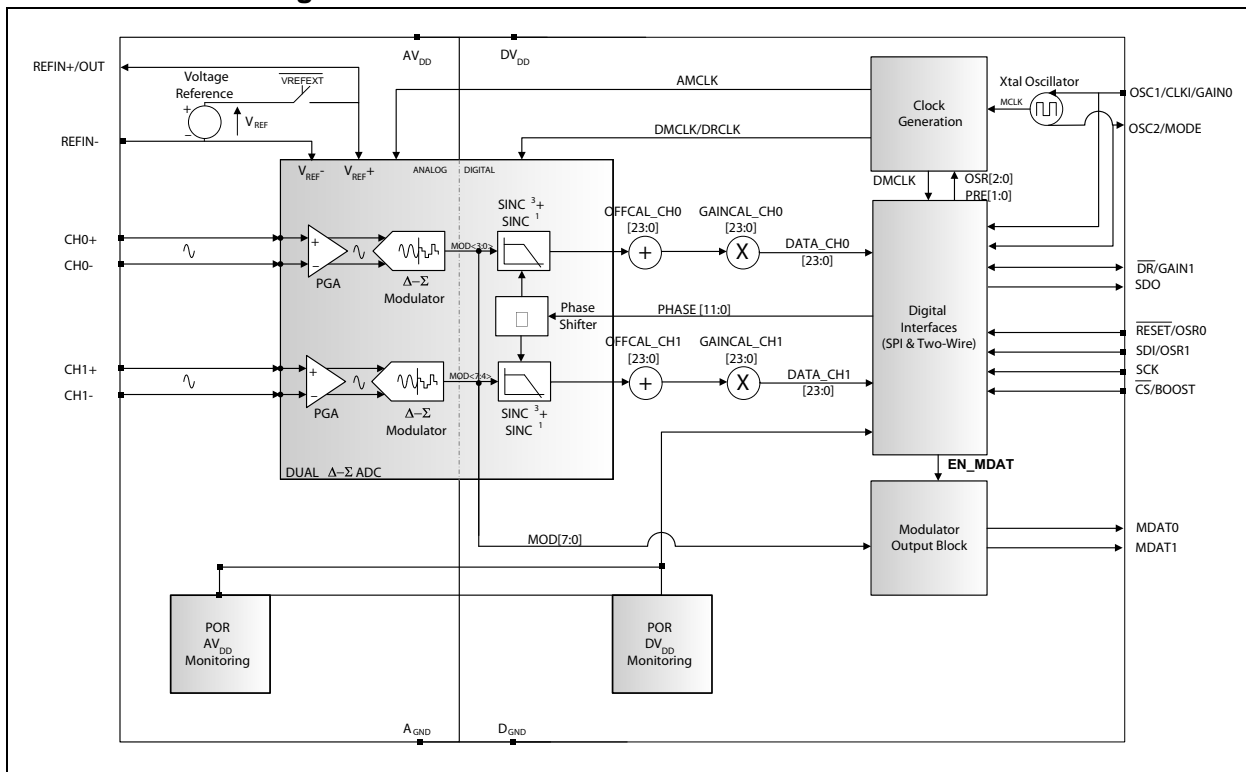 g
AV DD
DV DD
REFIN+/OUT
Voltage
Reference
VREFEXT
+
−
V REF
REFIN-
AMCLK
DMCLK/DRCLK
Clock
Generation
Xtal Oscillator
MCLK
OSC1/CLKI/GAIN0
OSC2/MODE
V REF -
V REF +
ANALOG
DIGITAL
DMCLK
OSR[2:0]
PRE[1:0]
CH0+
CH0-
+
−
PGA
Δ−Σ
Modulator
MOD<3:0>
SINC 3 +
SINC 1
OFFCAL_CH0
[23:0]
+
GAINCAL_CH0
[23:0]
X
DATA_CH0
[23:0]
DR/GAIN1
SDO
Phase
Shifter
PHASE [11:0]
Digital
Interfaces
(SPI & Two-Wire)
RESET/OSR0
SDI/OSR1
SCK
CS/BOOST
CH1+
CH1-
+
−
PGA
Δ−Σ
Modulator
MOD<7:4>
SINC 3 +
SINC 1
OFFCAL_CH1
[23:0]
+
GAINCAL_CH1
[23:0]
X
DATA_CH1
[23:0]
DUAL Δ−Σ ADC
EN_MDAT
MOD[7:0]
Modulator
Output Block
MDAT0
MDAT1
POR
AV DD
Monitoring
POR
DV DD
Monitoring
A GND
D GND